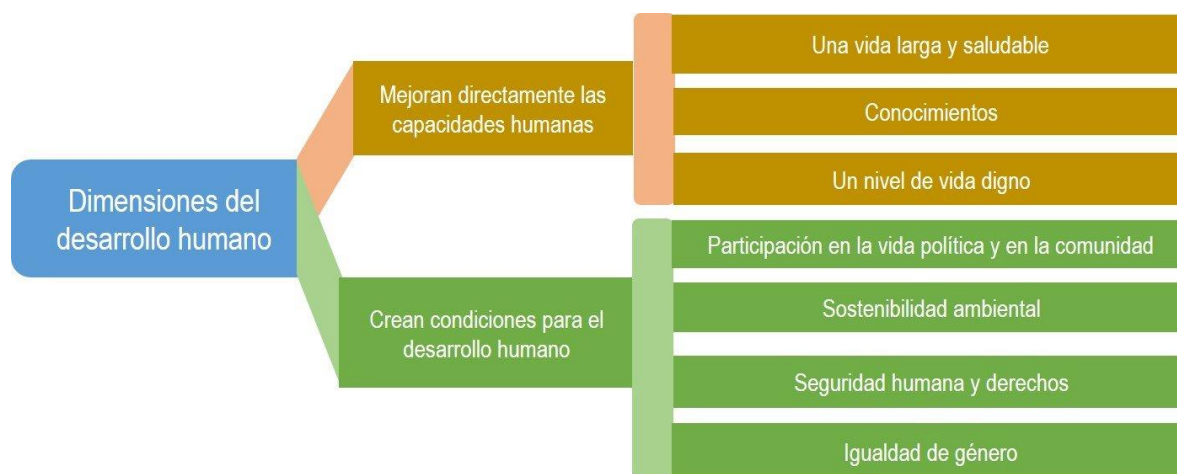 Dimensiones del
desarrollo humano
Mejoran directamente las
capacidades humanas
Una vida larga y saludable
Conocimientos
Un nivel de vida digno
Crean condiciones para el
desarrollo humano
Participación en la vida política y en la comunidad
Sostenibilidad ambiental
Seguridad humana y derechos
Igualdad de género